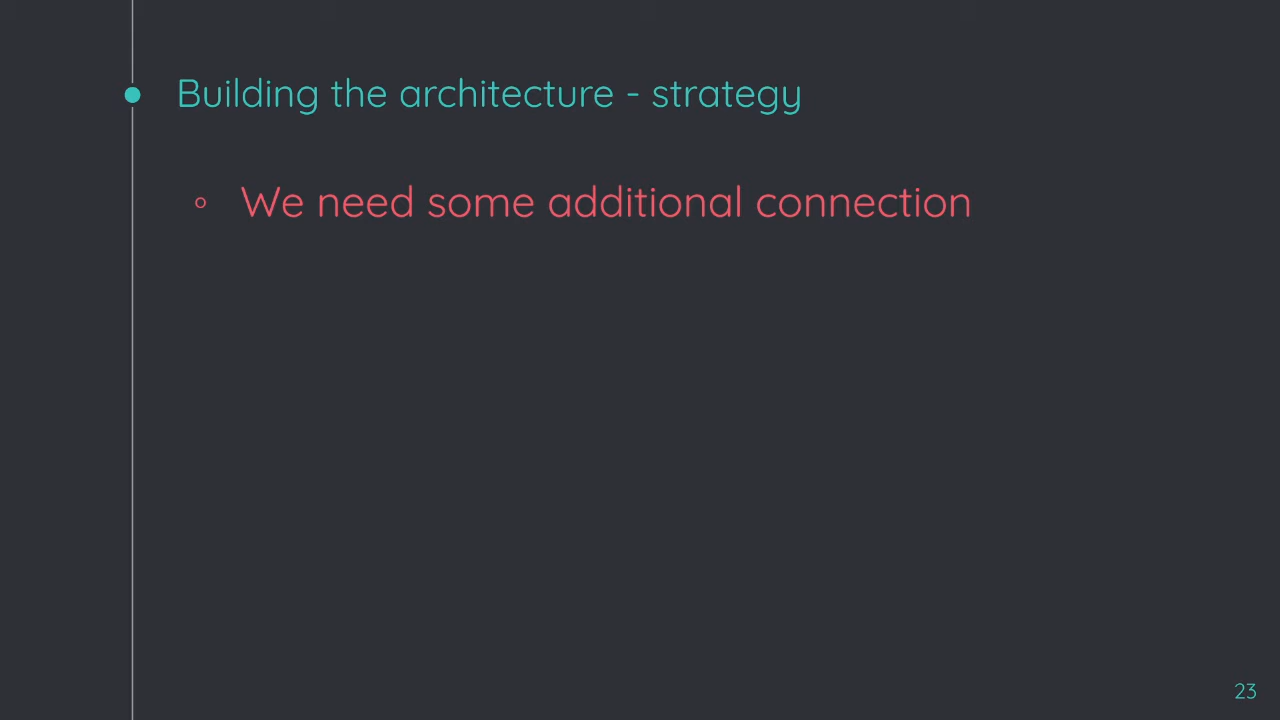 Building the architecture - strategy
We need some additional connection
23